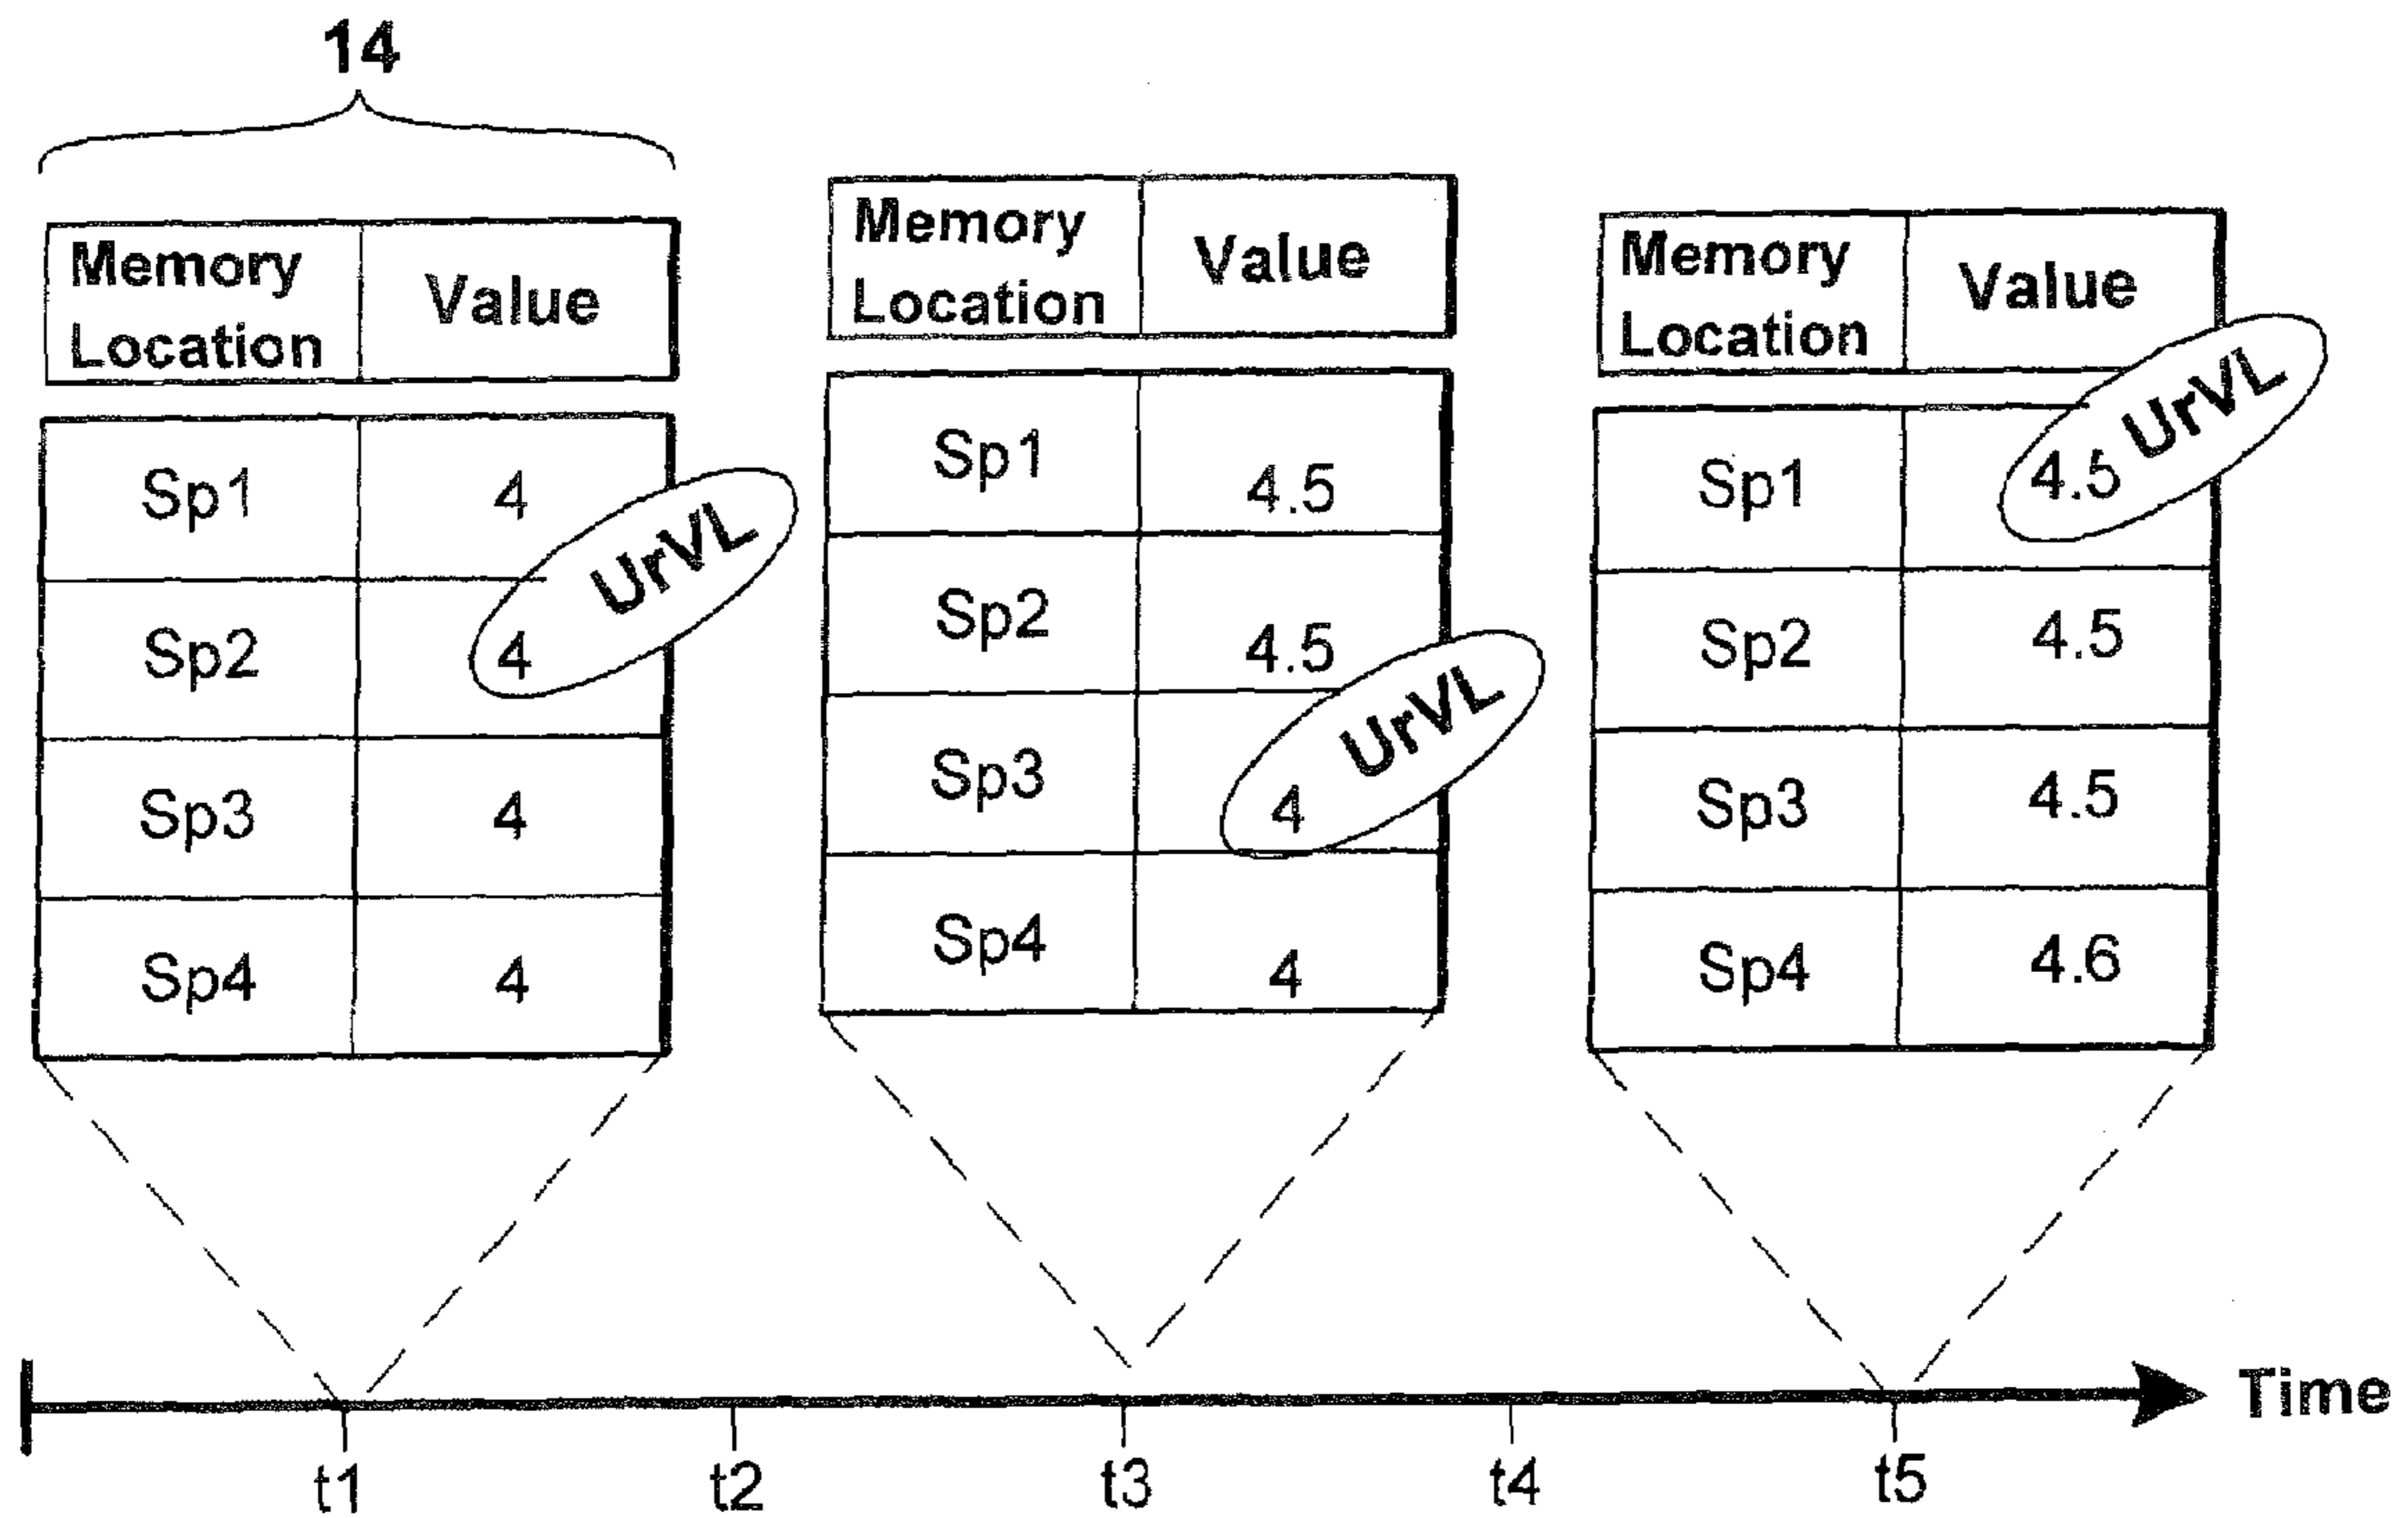 14
Memory Location Value
Sp1 4
UrVL
Sp2 4
Sp3 4
Sp4 4
Memory Location Value
Sp1 4.5
Sp2 4.5
UrVL
Sp3 4
Sp4 4
Memory Location Value
UrVL
Sp1 4.5
Sp2 4.5
Sp3 4.5
Sp4 4.6
Time
t1 t2 t3 t4 t5